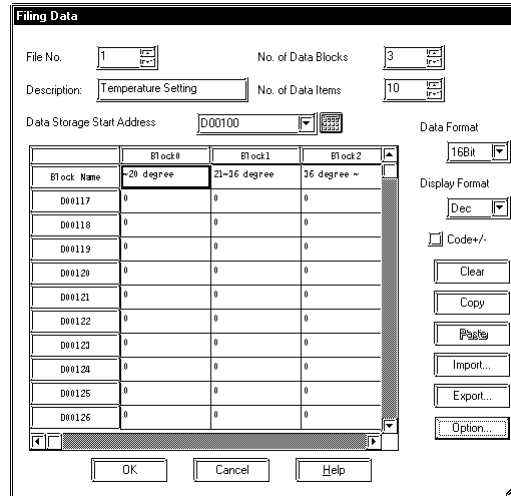 Filing Data
File No. 1 No. of Data Blocks 3
Description: Temperature Setting No. of Data Items 10
Data Storage Start Address D00100
Data Format
16Bit
Display Format
Dec
Code+/-
Block0 Block1 Block2
Block Name ~20 degree 21~36 degree 36 degree ~
D00117 0 0 0
D00118 0 0 0
D00119 0 0 0
D00120 0 0 0
D00121 0 0 0
D00122 0 0 0
D00123 0 0 0
D00124 0 0 0
D00125 0 0 0
D00126 0 0 0
Clear
Copy
Paste
Import...
Export...
Option...
OK Cancel Help